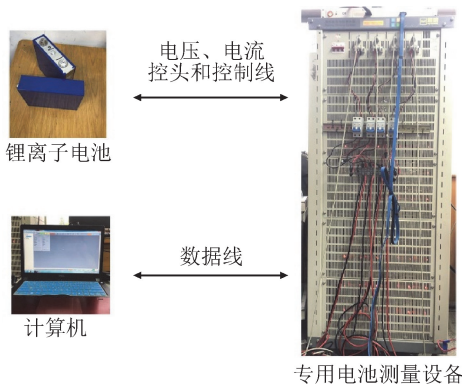 电压、电流
控头和控制线
锂离子电池
数据线
计算机
专用电池测量设备